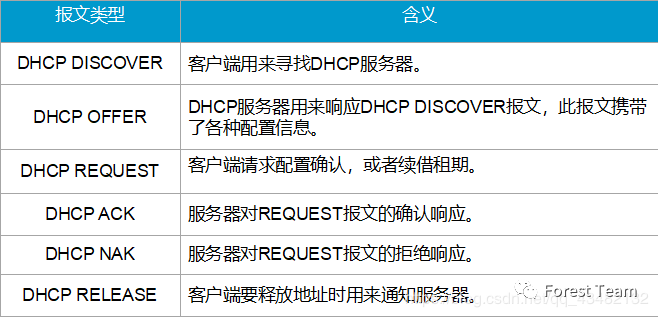 报文类型 含义
DHCP DISCOVER 客户端用来寻找DHCP服务器。
DHCP OFFER DHCP服务器用来响应DHCP DISCOVER报文，此报文携带
了各种配置信息。
DHCP REQUEST 客户端请求配置确认，或者续借租期。
DHCP ACK 服务器对REQUEST报文的确认响应。
DHCP NAK 服务器对REQUEST报文的拒绝响应。
DHCP RELEASE 客户端要释放地址时用来通知服务器。
Forest Team